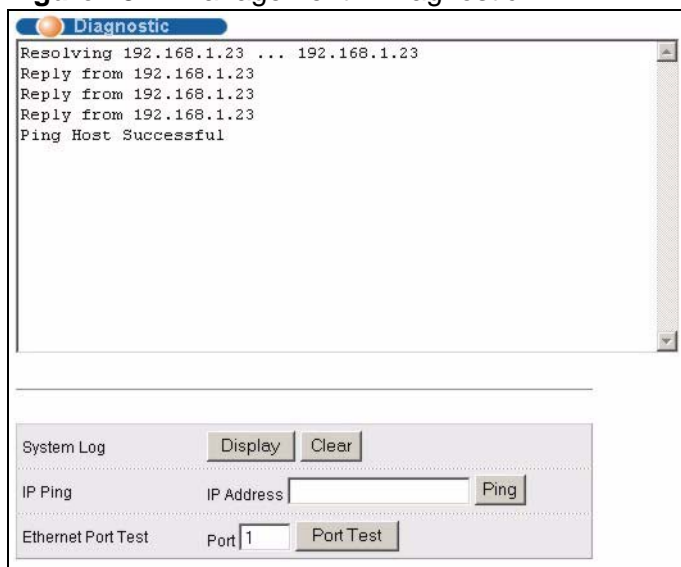 Diagnostic
Resolving 192.168.1.23 ... 192.168.1.23
Reply from 192.168.1.23
Reply from 192.168.1.23
Reply from 192.168.1.23
Ping Host Successful
System Log Display Clear
IP Ping IP Address Ping
Ethernet Port Test Port 1 Port Test